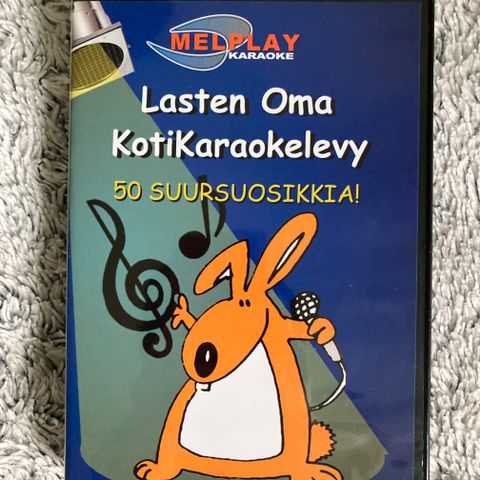 MELPLAY
KARAOKE
Lasten Oma
KotiKaraokelevy
50 SUURSUOSIKKIA!